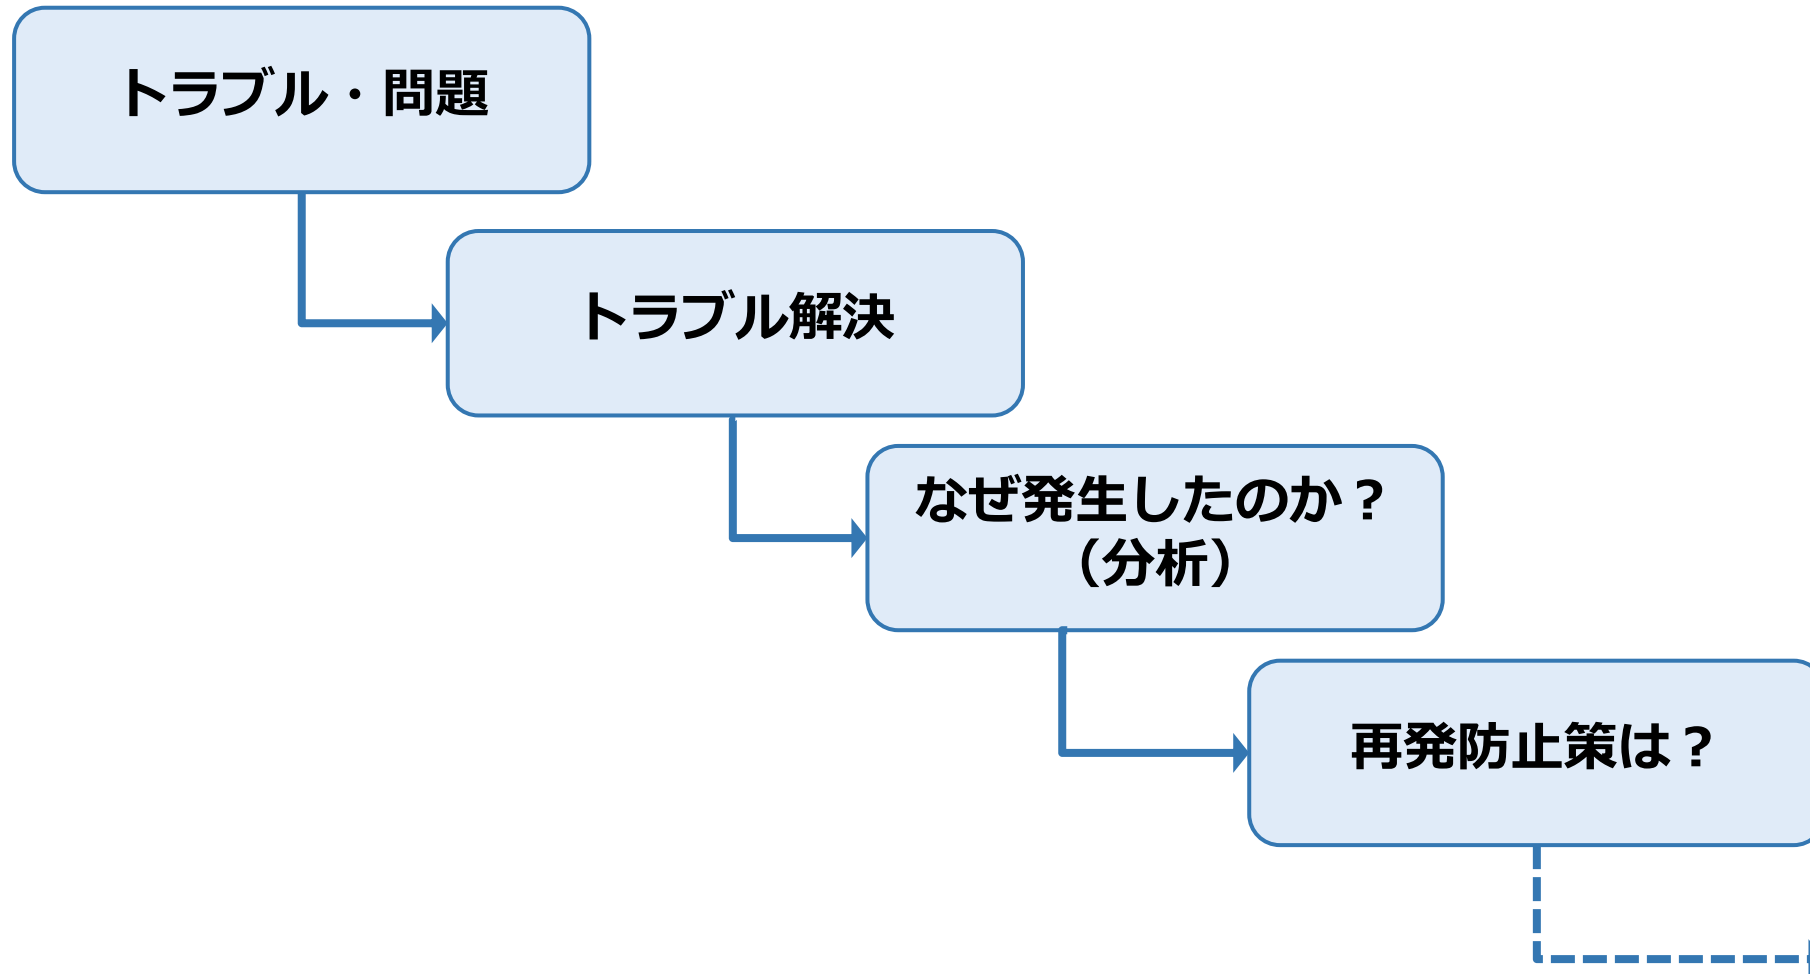 トラブル・問題
トラブル解決
なぜ発生したのか？
（分析）
再発防止策は？